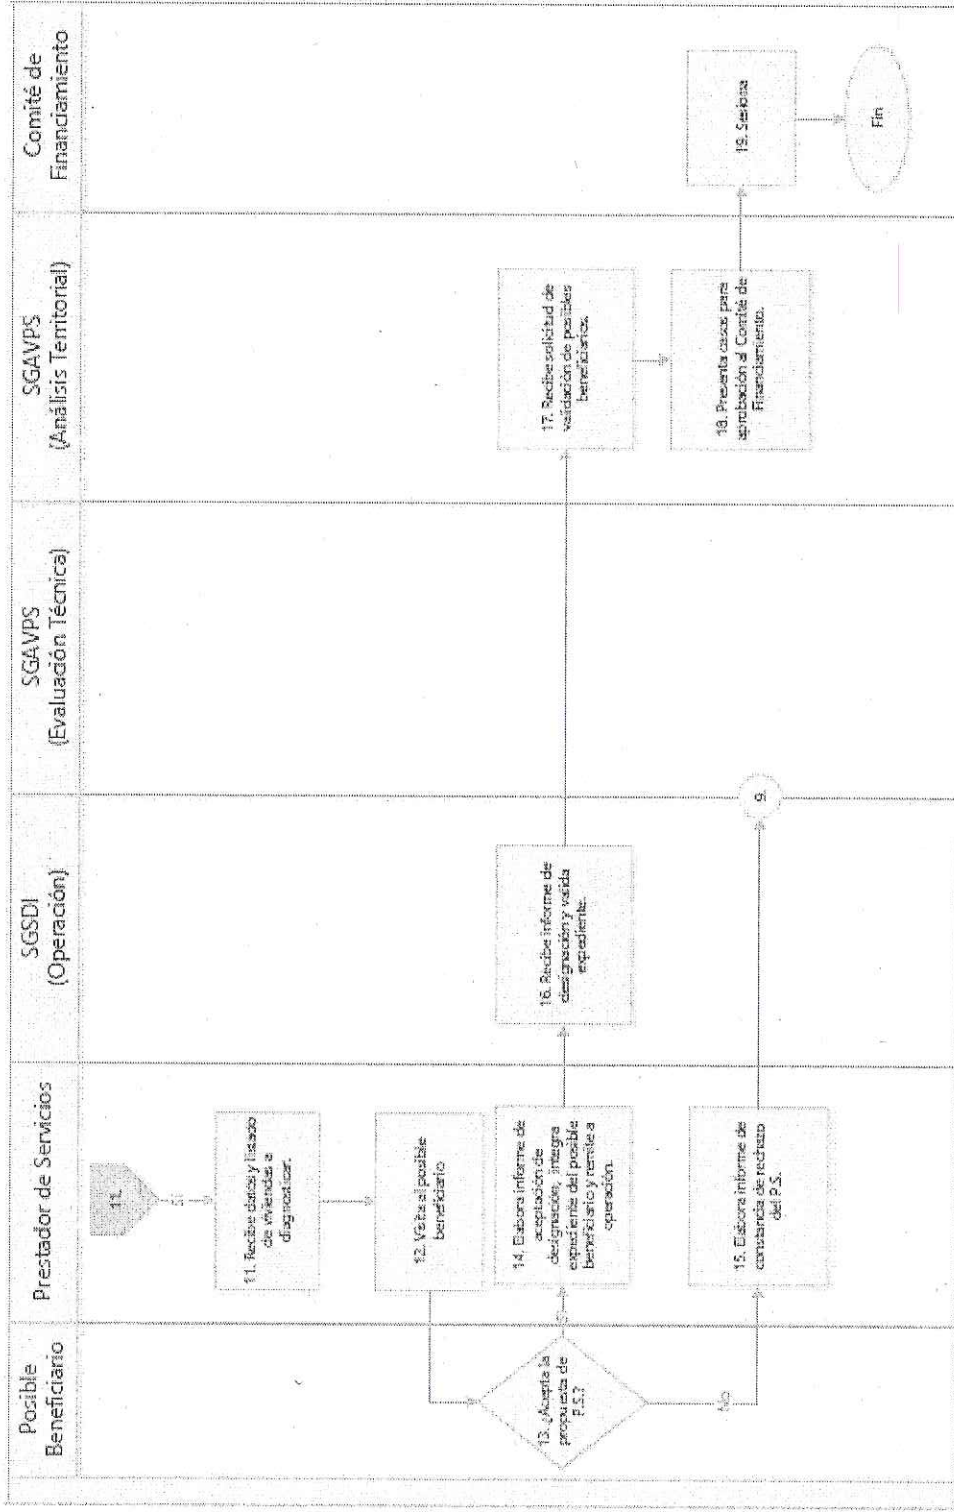 Posible
Beneficiario
Prestador de Servicios
SGSDI
(Operación)
SGAVPS
(Evaluación Técnica)
SGAVPS
(Análisis Territorial)
Comité de
Financiamiento
11.
Sí
11. Recibe datos y listado
de viviendas a
diagnosticar.
12. Visita al posible
beneficiario
13. ¿Acepta la
propuesta de
P.S.?
14. Elabora informe de
aceptación de
designación, integra
expediente del posible
beneficiario y remite a
operación.
No
15. Elabora informe de
constancia de rechazo
del P.S.
16. Recibe informe de
designación y valida
expediente.
9.
17. Recibe solicitud de
validación de posibles
beneficiarios.
18. Presenta casos para
aprobación al Comité de
Financiamiento.
19. Sesiona
Fin